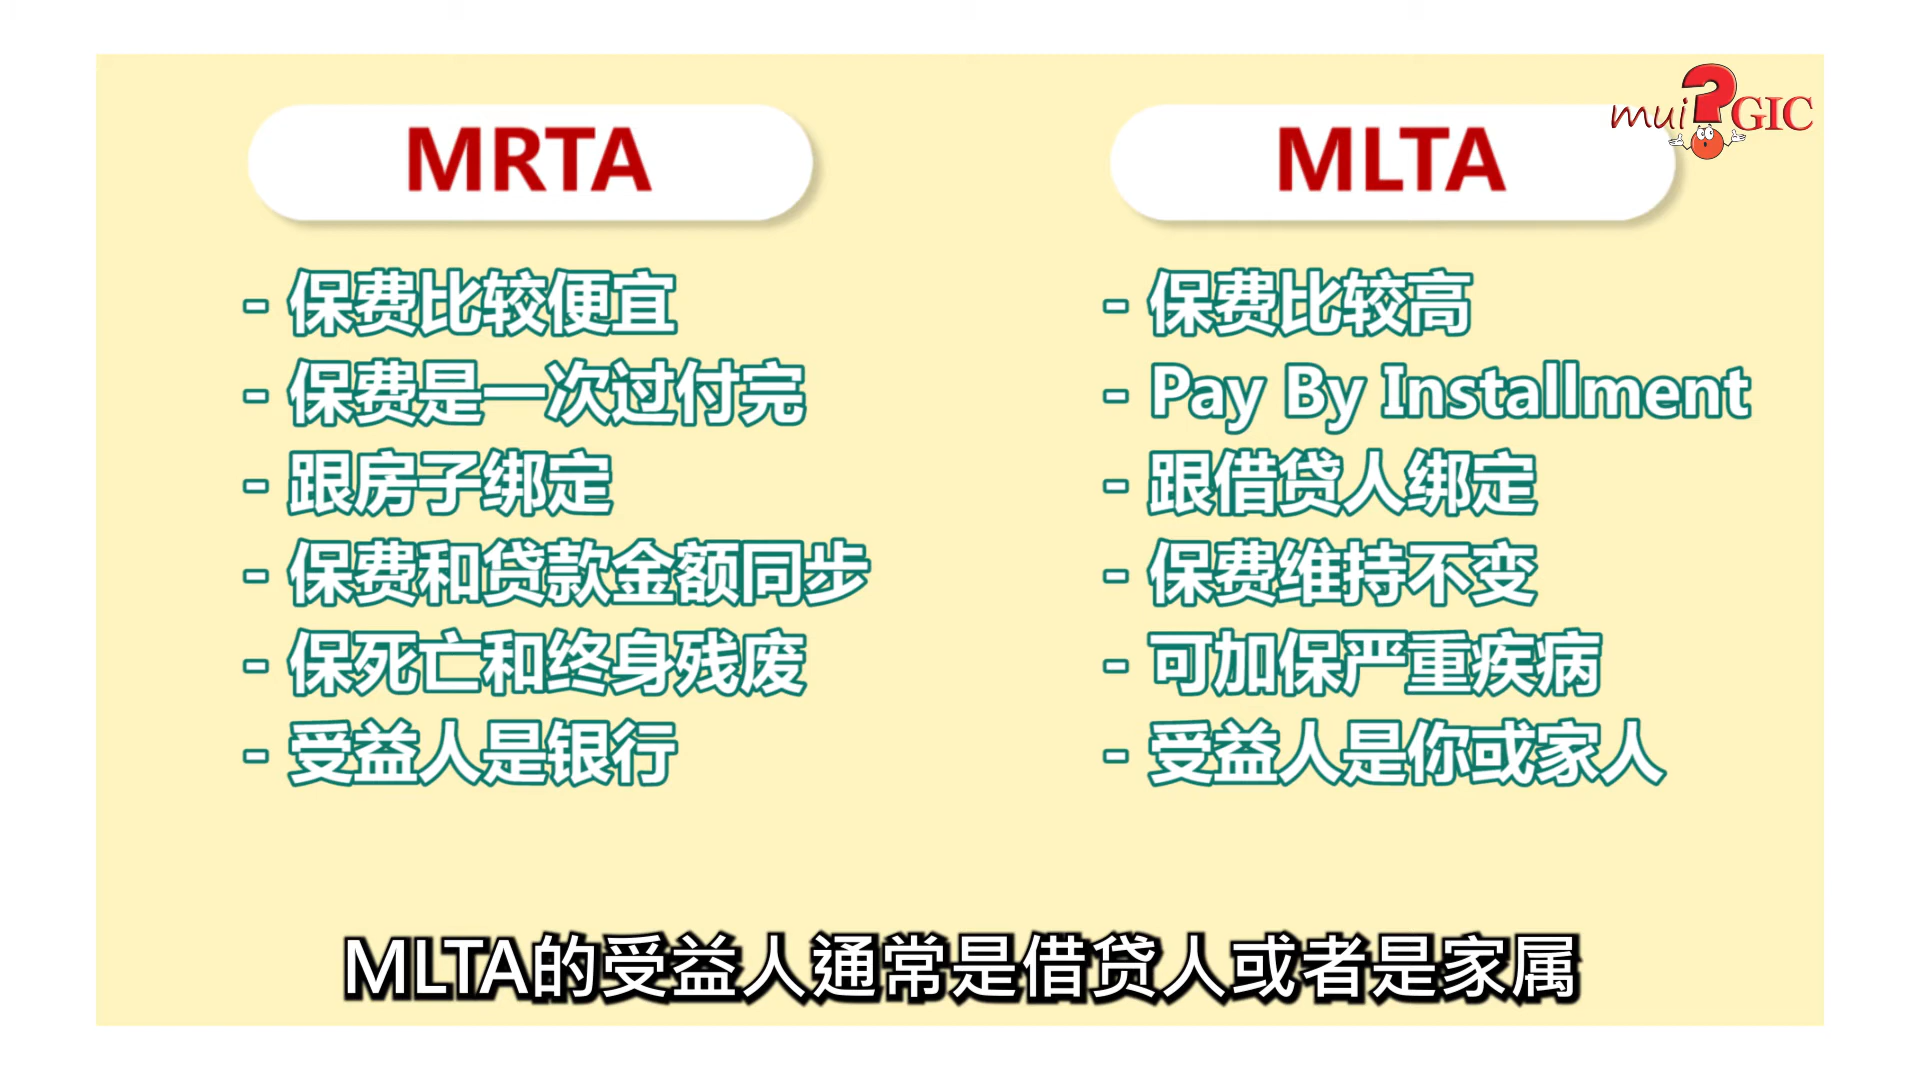 mui?GIC
MRTA
- 保费比较便宜
- 保费是一次过付完
- 跟房子绑定
- 保费和贷款金额同步
- 保死亡和终身残废
- 受益人是银行
MLTA
- 保费比较高
- Pay By Installment
- 跟借贷人绑定
- 保费维持不变
- 可加保严重疾病
- 受益人是你或家人
MLTA的受益人通常是借贷人或者是家属